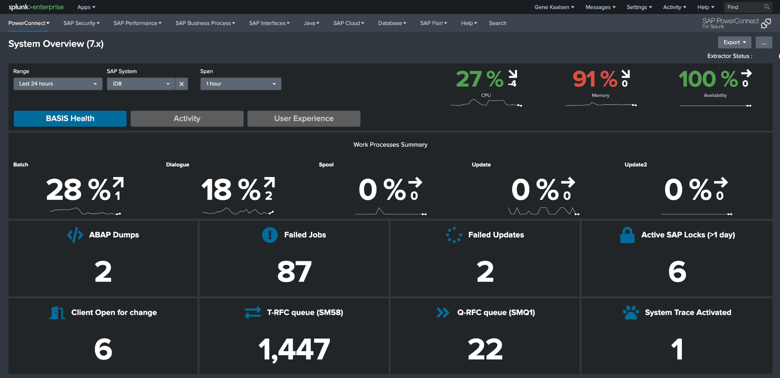 splunk>enterprise Apps Gene Kaalsen Messages Settings Activity Help Find
PowerConnect SAP Security SAP Performance SAP Business Process SAP Interfaces Java SAP Cloud Database SAP Fiori Help Search SAP PowerConnect
For Splunk
System Overview (7.x) Export ...
Extractor Status :
Range SAP System Span
Last 24 hours IDB 1 hour
27 % -4 91 % 0 100 % 0
CPU Memory Availability
BASIS Health Activity User Experience
Work Processes Summary
Batch Dialogue Spool Update Update2
28 % 1 18 % 2 0 % 0 0 % 0 0 % 0
ABAP Dumps Failed Jobs Failed Updates Active SAP Locks (>1 day)
2 87 2 6
Client Open for change T-RFC queue (SM58) Q-RFC queue (SMQ1) System Trace Activated
6 1,447 22 1